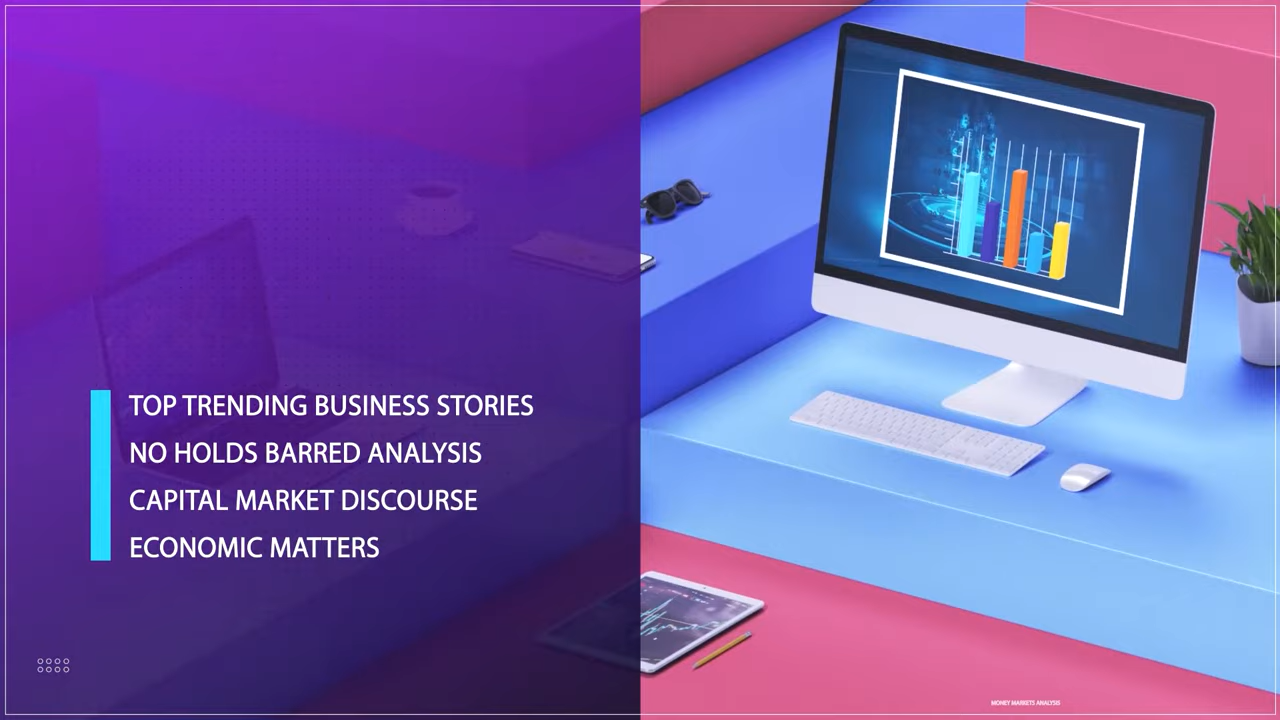 TOP TRENDING BUSINESS STORIES
NO HOLDS BARRED ANALYSIS
CAPITAL MARKET DISCOURSE
ECONOMIC MATTERS
MONEY MARKETS ANALYSIS